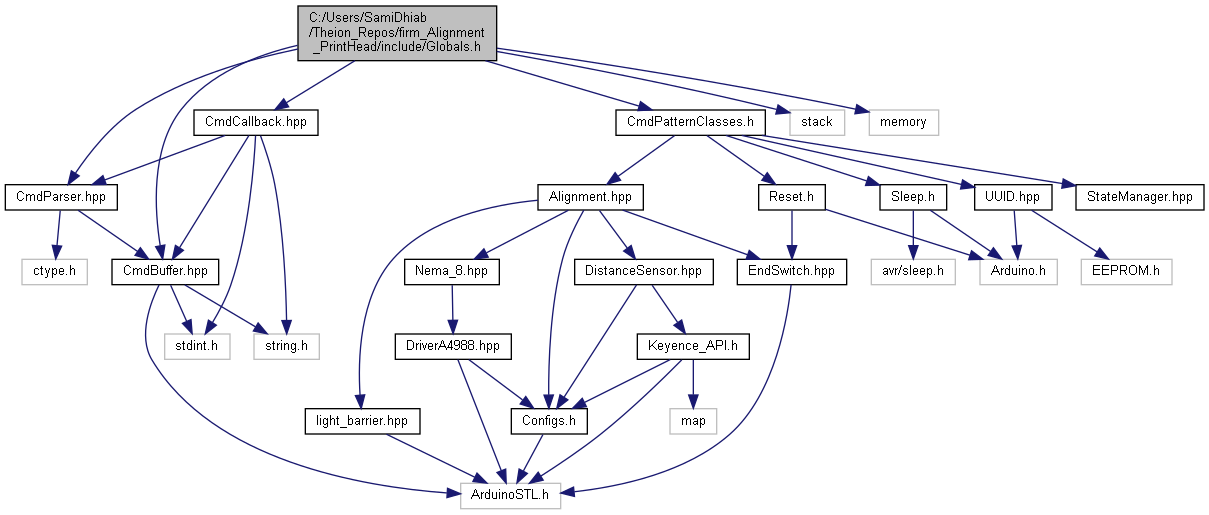 C:/Users/SamiDhiab
/Theion_Repos/firm_Alignment
_PrintHead/include/Globals.h
CmdCallback.hpp
CmdPatternClasses.h
stack
memory
CmdParser.hpp
Alignment.hpp
Reset.h
Sleep.h
UUID.hpp
StateManager.hpp
ctype.h
CmdBuffer.hpp
Nema_8.hpp
DistanceSensor.hpp
EndSwitch.hpp
avr/sleep.h
Arduino.h
EEPROM.h
stdint.h
string.h
DriverA4988.hpp
Keyence_API.h
light_barrier.hpp
Configs.h
map
ArduinoSTL.h